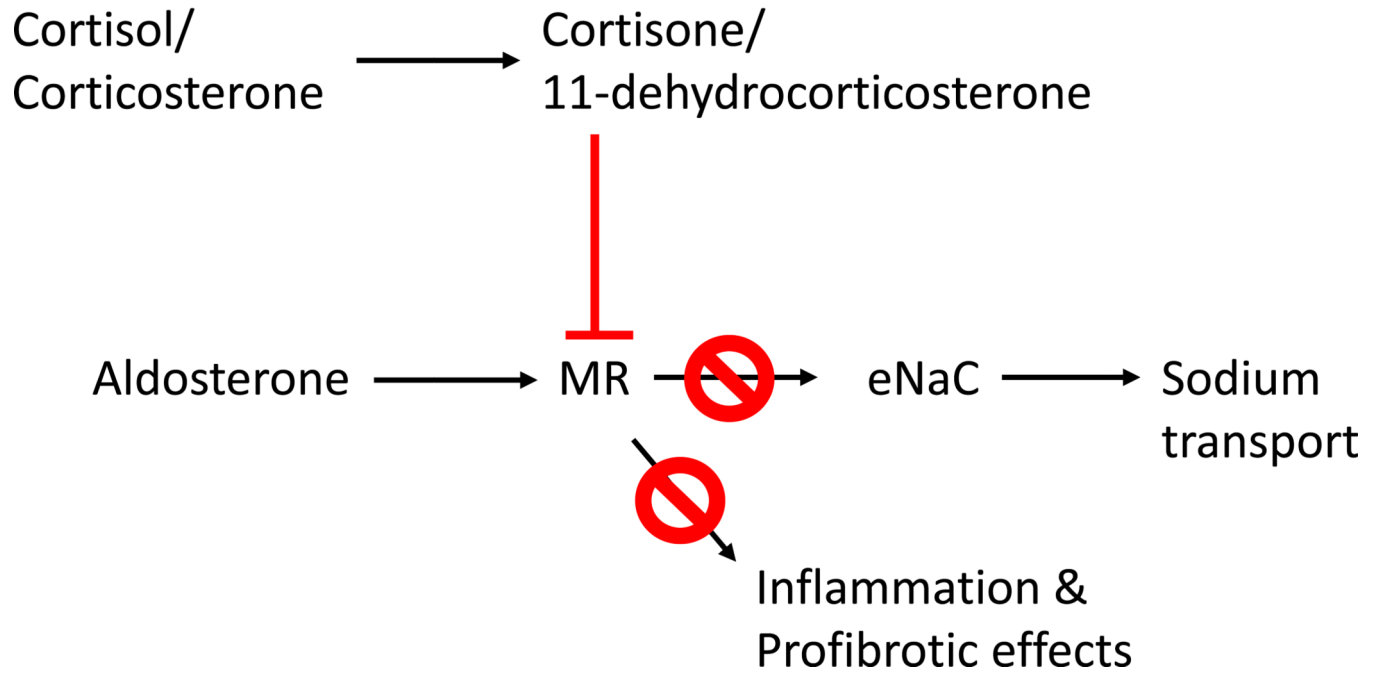 Cortisol/
Corticosterone
Cortisone/
11-dehydrocorticosterone
Aldosterone
MR
eNaC
Sodium
transport
Inflammation &
Profibrotic effects